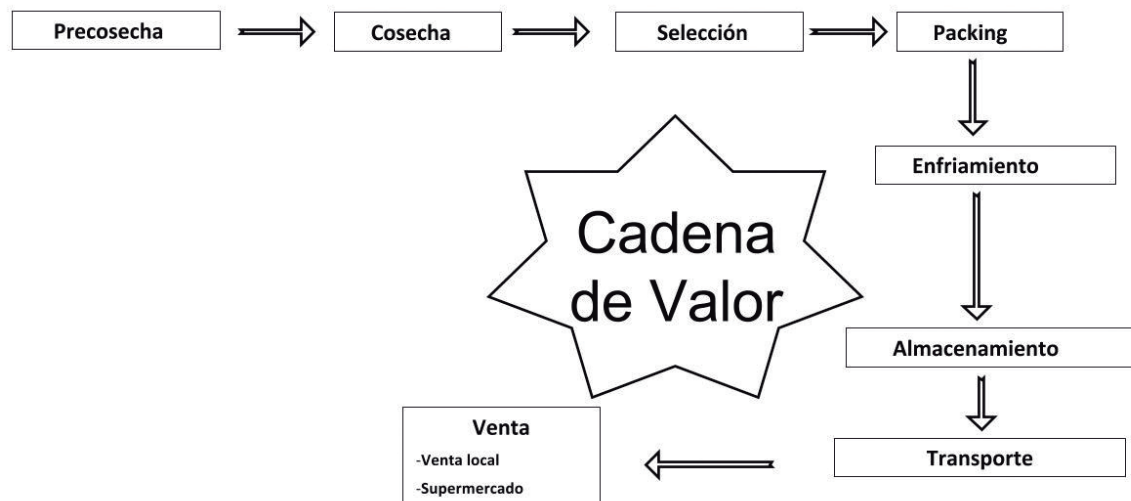 Precosecha
Cosecha
Selección
Packing
Enfriamiento
Cadena
de Valor
Almacenamiento
Transporte
Venta
-Venta local
-Supermercado